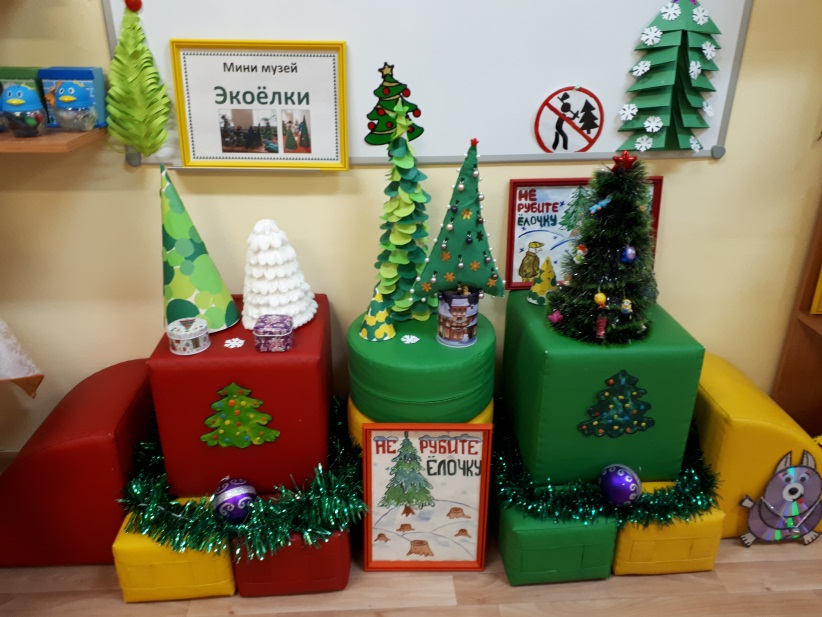 Мини музей
Экоёлки
НЕ
РУБИТЕ
ЁЛОЧКУ
НЕ РУБИТЕ
ЁЛОЧКУ